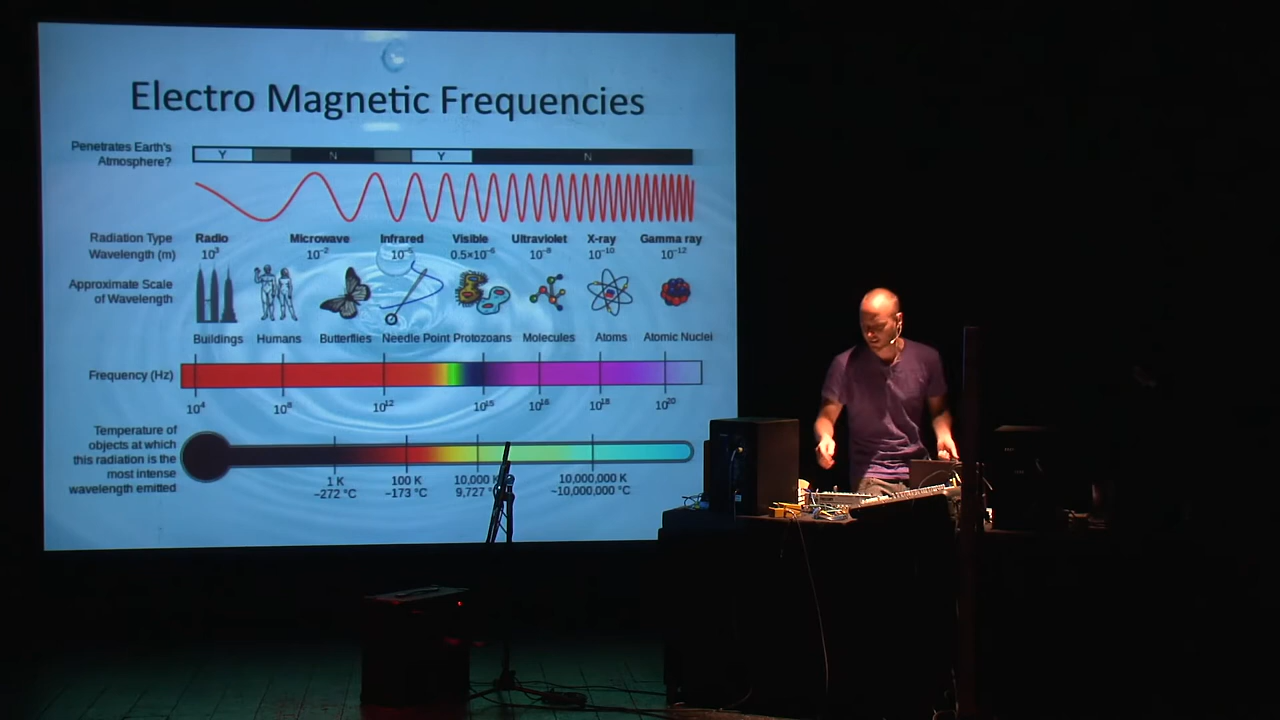 Electro Magnetic Frequencies
Penetrates Earth's
Atmosphere?
Y N Y N
Radiation Type Radio Microwave Infrared Visible Ultraviolet X-ray Gamma ray
Wavelength (m) 10³ 10⁻² 10⁻⁵ 0.5×10⁻⁶ 10⁻⁸ 10⁻¹⁰ 10⁻¹²
Approximate Scale
of Wavelength
Buildings Humans Butterflies Needle Point Protozoans Molecules Atoms Atomic Nuclei
Frequency (Hz)
10⁴ 10⁸ 10¹² 10¹⁵ 10¹⁶ 10¹⁸ 10²⁰
Temperature of
objects at which
this radiation is the
most intense
wavelength emitted
1 K 100 K 10,000 K 10,000,000 K
−272 °C −173 °C 9,727 °C ~10,000,000 °C